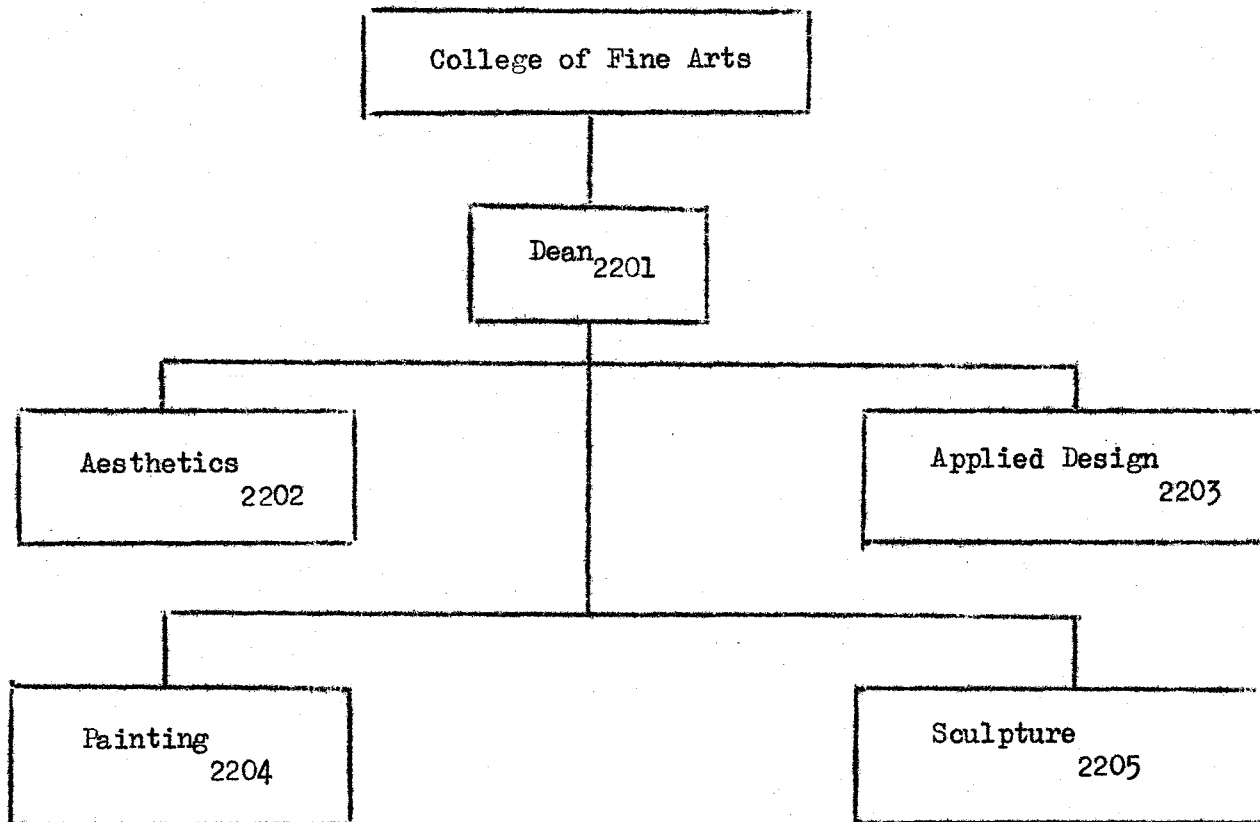 College of Fine Arts
Dean
2201
Aesthetics
2202
Applied Design
2203
Painting
2204
Sculpture
2205